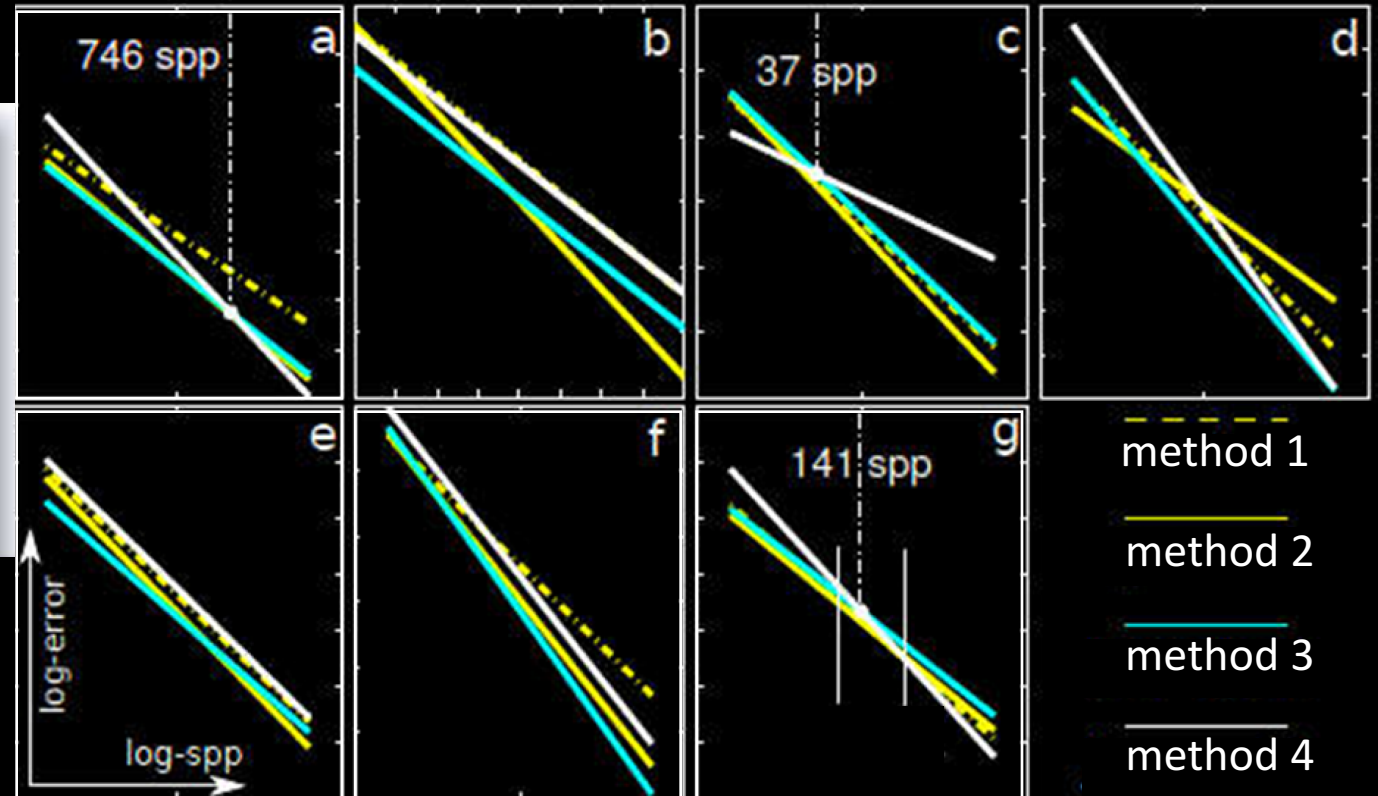 a
746 spp
b
c
37 spp
d
e
log-error
log-spp
f
g
141 spp
method 1
method 2
method 3
method 4